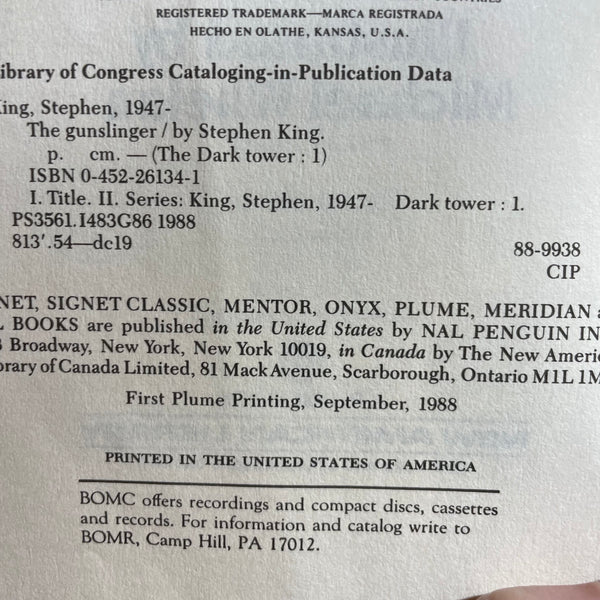 REGISTERED TRADEMARK—MARCA REGISTRADA
HECHO EN OLATHE, KANSAS, U.S.A.
ibrary of Congress Cataloging-in-Publication Data
ing, Stephen, 1947-
The gunslinger / by Stephen King.
p. cm. — (The Dark tower : 1)
ISBN 0-452-26134-1
I. Title. II. Series: King, Stephen, 1947- Dark tower : 1.
PS3561.I483G86 1988
813'.54—dc19 88-9938
CIP
NET, SIGNET CLASSIC, MENTOR, ONYX, PLUME, MERIDIAN a
L BOOKS are published in the United States by NAL PENGUIN IN
Broadway, New York, New York 10019, in Canada by The New Ameri
ibrary of Canada Limited, 81 Mack Avenue, Scarborough, Ontario M1L 1M
First Plume Printing, September, 1988
PRINTED IN THE UNITED STATES OF AMERICA
BOMC offers recordings and compact discs, cassettes
and records. For information and catalog write to
BOMR, Camp Hill, PA 17012.